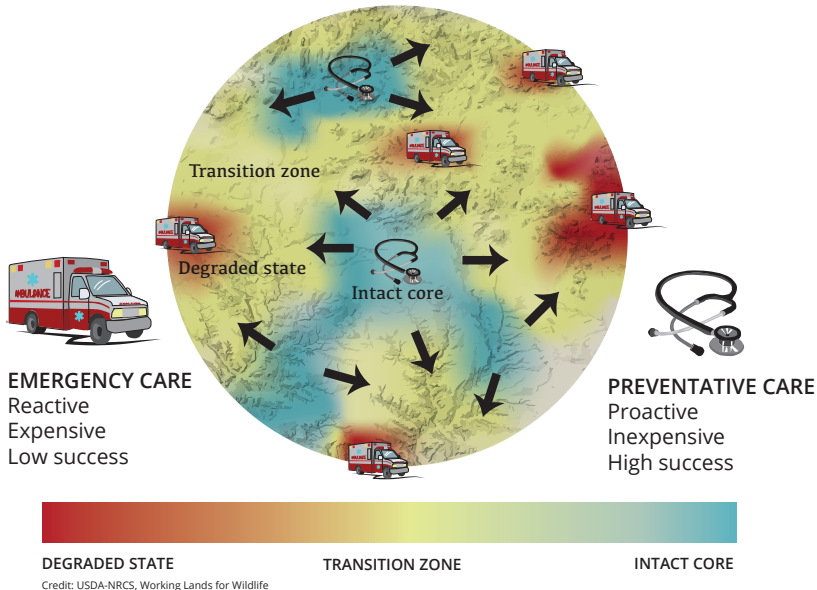 Transition zone
Degraded state
Intact core
AMBULANCE
EMERGENCY CARE
Reactive
Expensive
Low success
PREVENTATIVE CARE
Proactive
Inexpensive
High success
DEGRADED STATE
TRANSITION ZONE
INTACT CORE
Credit: USDA-NRCS, Working Lands for Wildlife